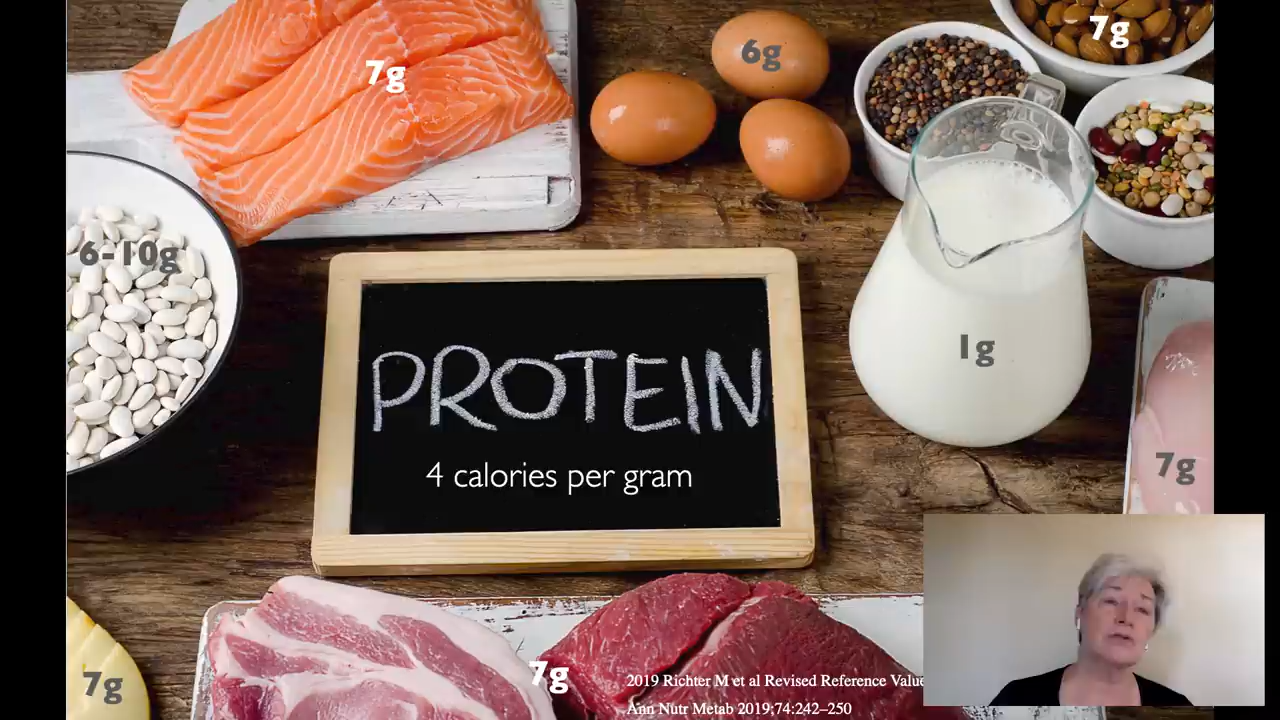 7g
6g
7g
6-10g
1g
PROTEIN
4 calories per gram
7g
7g
7g
2019 Richter M et al Revised Reference Value
Ann Nutr Metab 2019;74:242–250